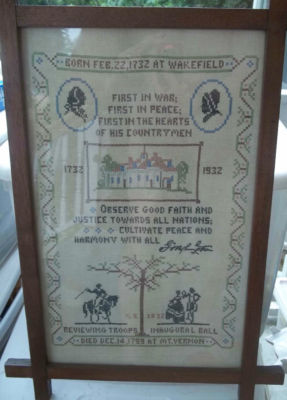 BORN FEB. 22, 1732 AT WAKEFIELD
FIRST IN WAR;
FIRST IN PEACE;
FIRST IN THE HEARTS
OF HIS COUNTRYMEN
1732 1932
OBSERVE GOOD FAITH AND
JUSTICE TOWARDS ALL NATIONS;
CULTIVATE PEACE AND
HARMONY WITH ALL
1932
REVIEWING TROOPS INAUGURAL BALL
DIED DEC. 14, 1799 AT MT. VERNON